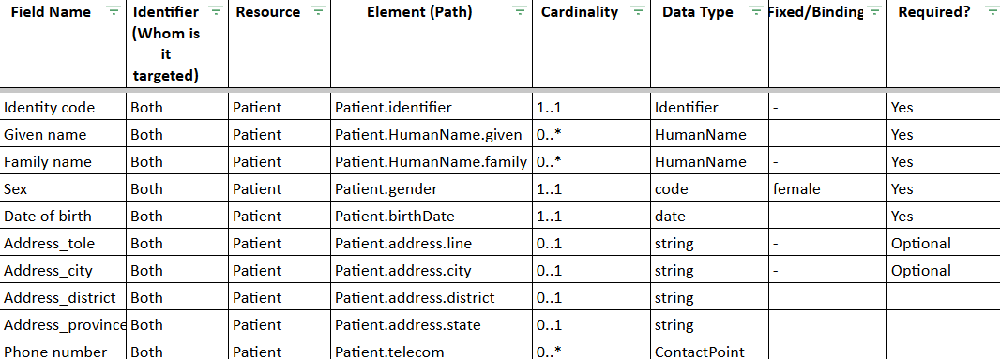 Field Name Identifier (Whom is it targeted) Resource Element (Path) Cardinality Data Type Fixed/Binding Required?
Identity code Both Patient Patient.identifier 1..1 Identifier - Yes
Given name Both Patient Patient.HumanName.given 0..* HumanName Yes
Family name Both Patient Patient.HumanName.family 0..* HumanName - Yes
Sex Both Patient Patient.gender 1..1 code female Yes
Date of birth Both Patient Patient.birthDate 1..1 date - Yes
Address_tole Both Patient Patient.address.line 0..1 string - Optional
Address_city Both Patient Patient.address.city 0..1 string - Optional
Address_district Both Patient Patient.address.district 0..1 string
Address_province Both Patient Patient.address.state 0..1 string
Phone number Both Patient Patient.telecom 0..* ContactPoint